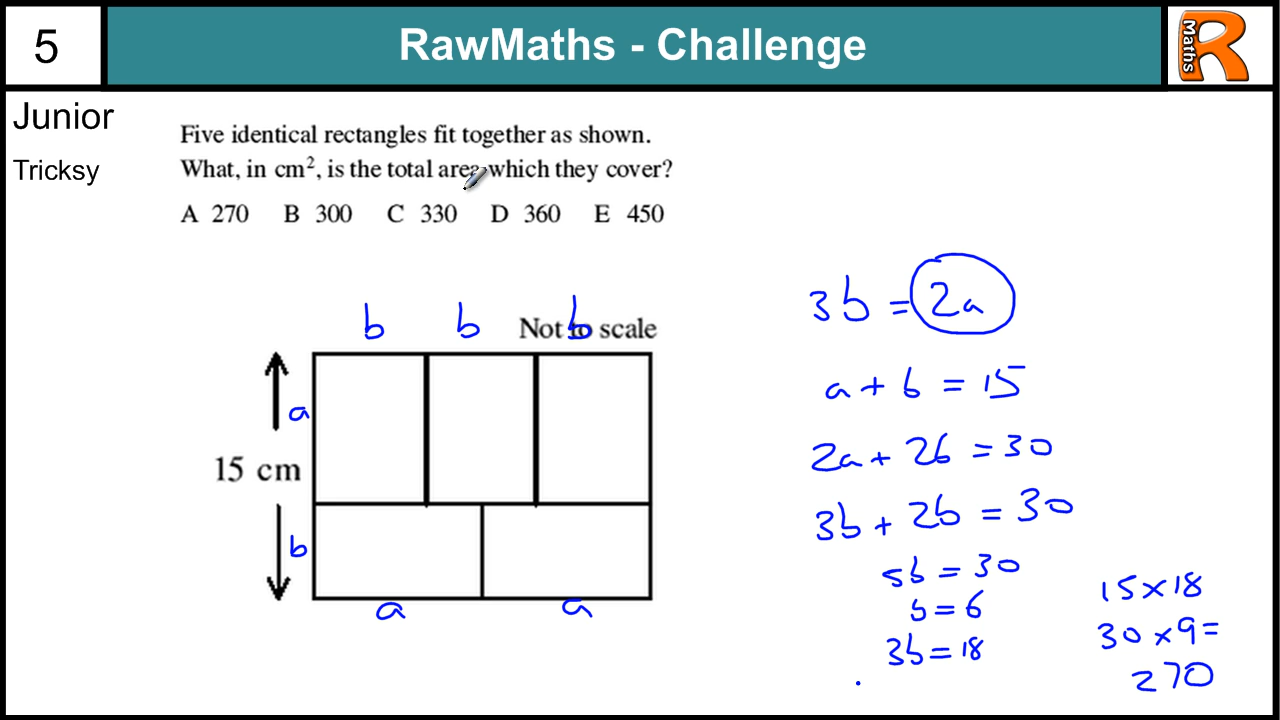 5
RawMaths - Challenge
Maths R
Junior
Tricksy
Five identical rectangles fit together as shown.
What, in cm², is the total area which they cover?
A 270 B 300 C 330 D 360 E 450
b b b
Not to scale
a
15 cm
b
a a
3b = 2a
a + b = 15
2a + 2b = 30
3b + 2b = 30
5b = 30
b = 6
3b = 18
15 x 18
30 x 9 =
270